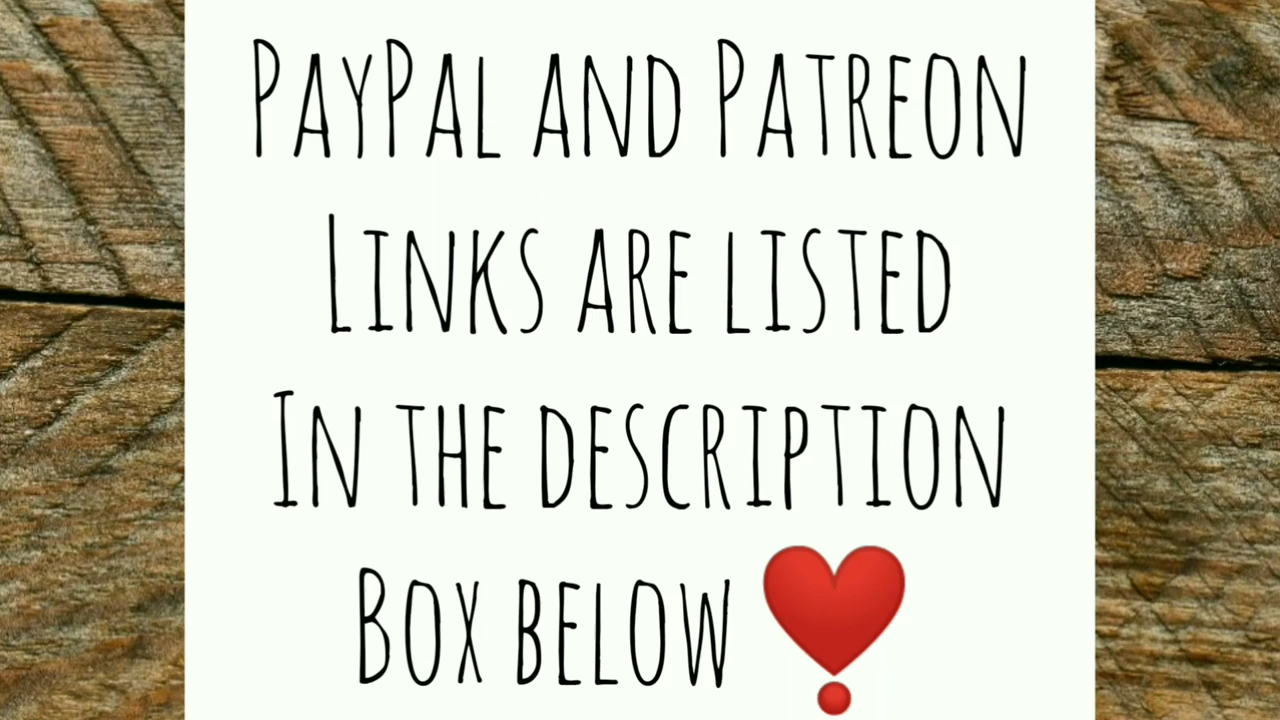 PayPal and Patreon
Links are listed
In the description
Box below ❣